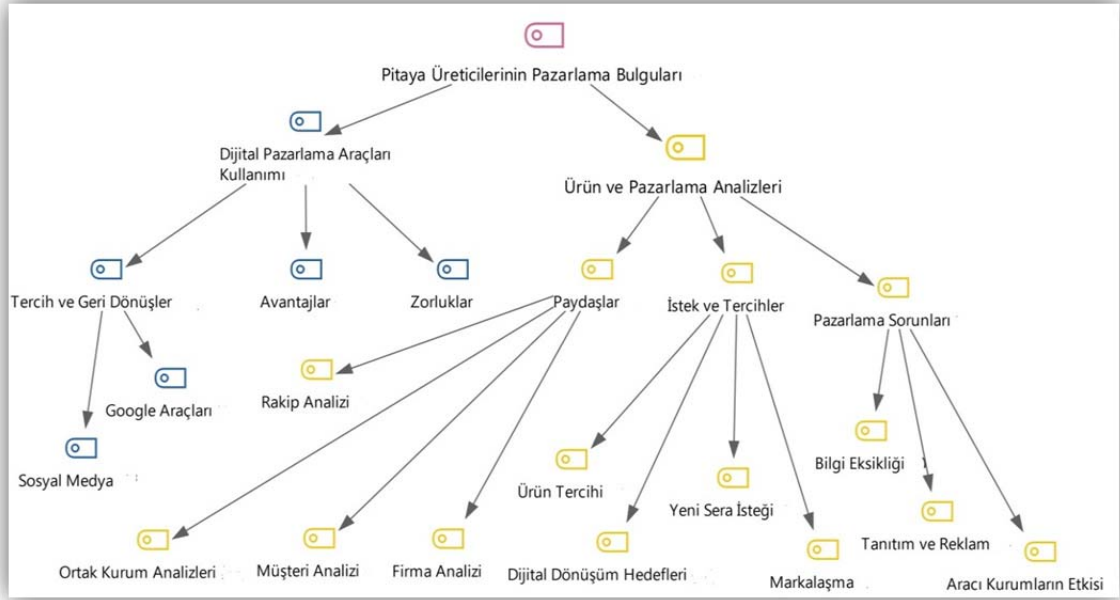 Pitaya Üreticilerinin Pazarlama Bulguları
Dijital Pazarlama Araçları
Kullanımı
Ürün ve Pazarlama Analizleri
Tercih ve Geri Dönüşler
Avantajlar
Zorluklar
Paydaşlar
İstek ve Tercihler
Pazarlama Sorunları
Google Araçları
Rakip Analizi
Sosyal Medya
Ürün Tercihi
Yeni Sera İsteği
Bilgi Eksikliği
Ortak Kurum Analizleri
Müşteri Analizi
Firma Analizi
Dijital Dönüşüm Hedefleri
Markalaşma
Tanıtım ve Reklam
Aracı Kurumların Etkisi